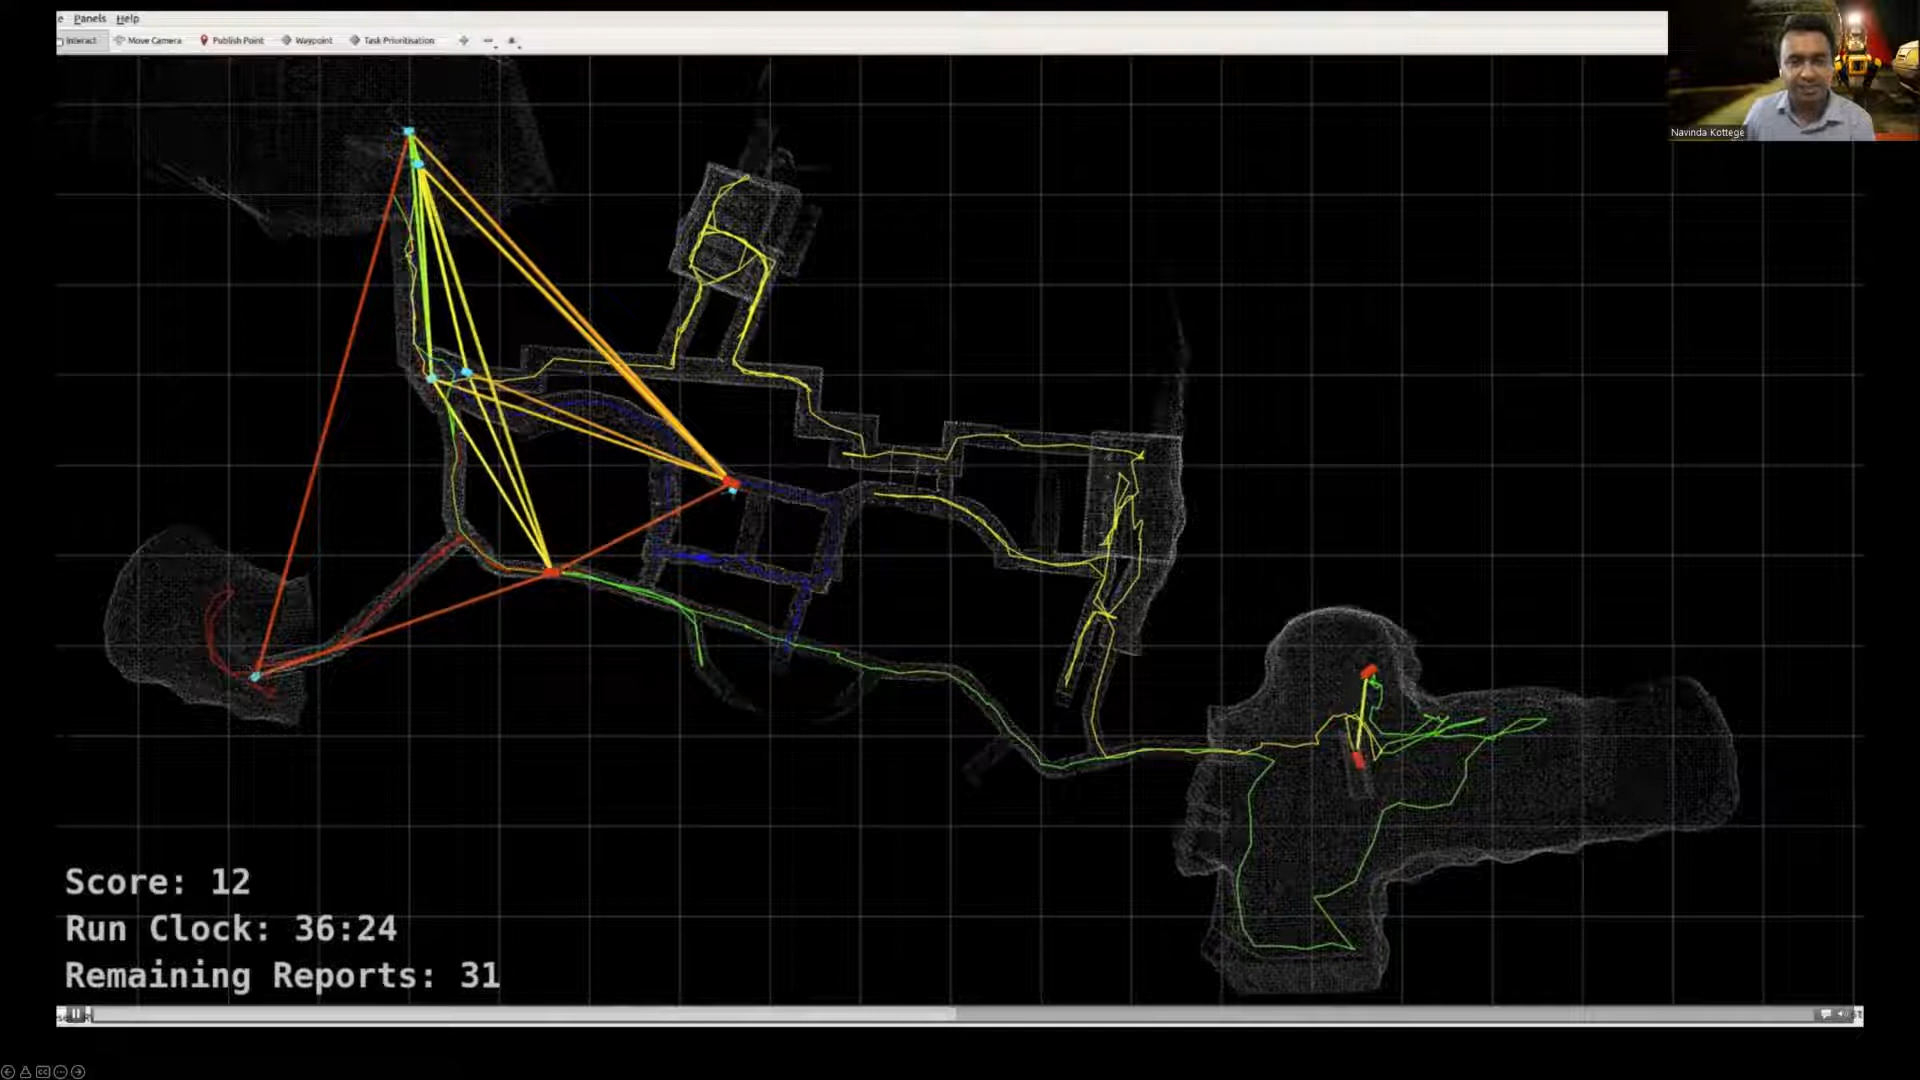 Panels Help
Interact Move Camera Publish Point Waypoint Task Prioritisation
Navinda Kottege
Score: 12
Run Clock: 36:24
Remaining Reports: 31